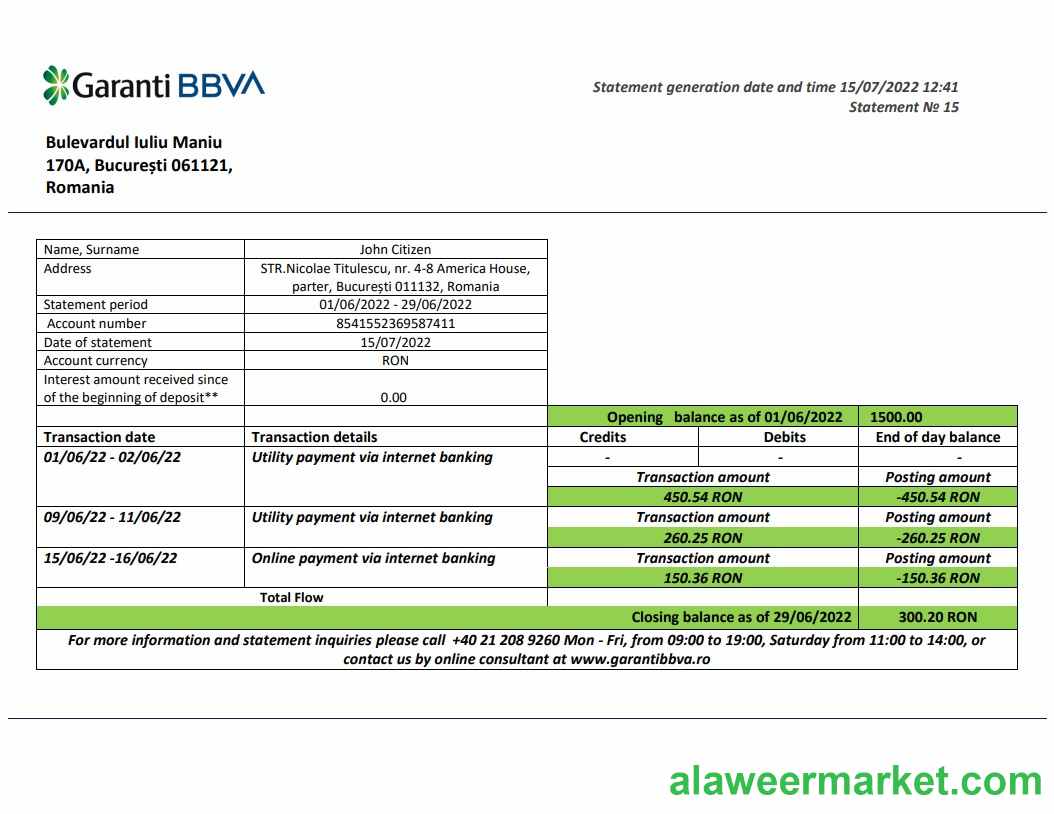 Garanti BBVA
Statement generation date and time 15/07/2022 12:41
Statement № 15
Bulevardul Iuliu Maniu
170A, București 061121,
Romania
Name, Surname John Citizen
Address STR.Nicolae Titulescu, nr. 4-8 America House,
parter, București 011132, Romania
Statement period 01/06/2022 - 29/06/2022
Account number 8541552369587411
Date of statement 15/07/2022
Account currency RON
Interest amount received since
of the beginning of deposit** 0.00
Opening balance as of 01/06/2022 1500.00
Transaction date Transaction details Credits Debits End of day balance
01/06/22 - 02/06/22 Utility payment via internet banking - - -
Transaction amount Posting amount
450.54 RON -450.54 RON
09/06/22 - 11/06/22 Utility payment via internet banking Transaction amount Posting amount
260.25 RON -260.25 RON
15/06/22 -16/06/22 Online payment via internet banking Transaction amount Posting amount
150.36 RON -150.36 RON
Total Flow
Closing balance as of 29/06/2022 300.20 RON
For more information and statement inquiries please call +40 21 208 9260 Mon - Fri, from 09:00 to 19:00, Saturday from 11:00 to 14:00, or
contact us by online consultant at www.garantibbva.ro
alaweermarket.com